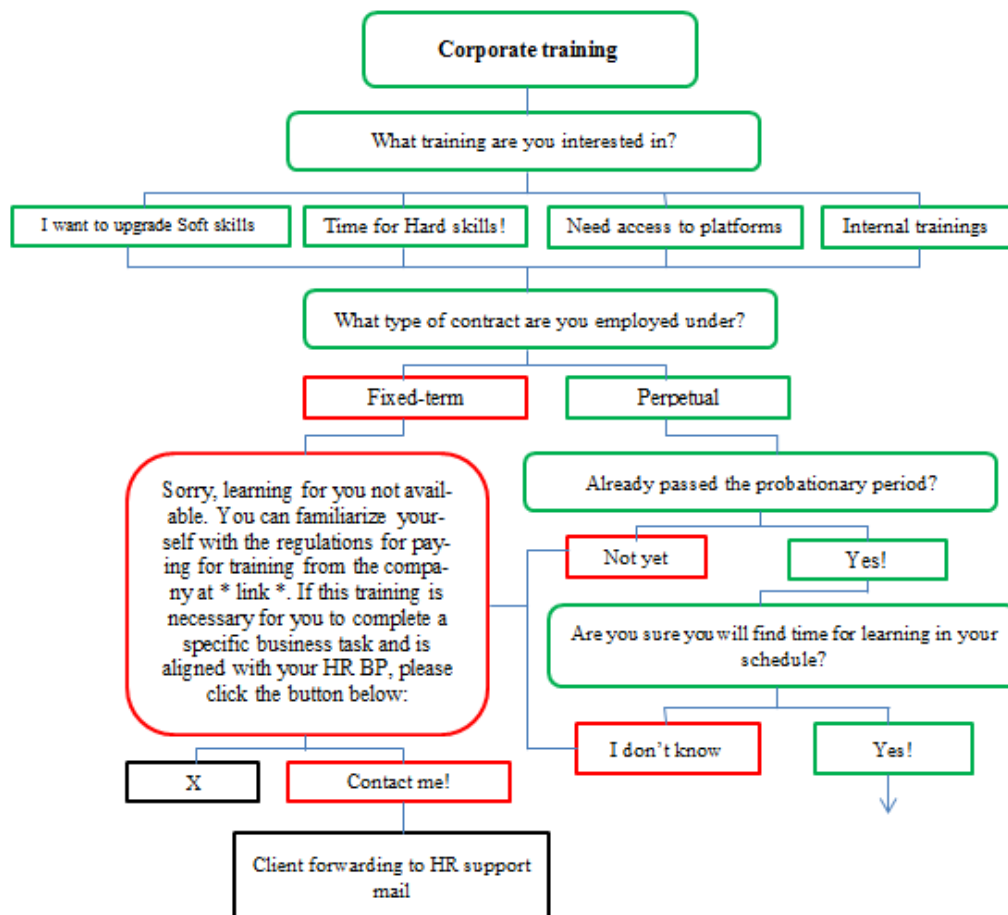 Corporate training
What training are you interested in?
I want to upgrade Soft skills
Time for Hard skills!
Need access to platforms
Internal trainings
What type of contract are you employed under?
Fixed-term
Perpetual
Sorry, learning for you not avail-
able. You can familiarize your-
self with the regulations for pay-
ing for training from the compa-
ny at * link *. If this training is
necessary for you to complete a
specific business task and is
aligned with your HR BP, please
click the button below:
Already passed the probationary period?
Not yet
Yes!
Are you sure you will find time for learning in your
schedule?
I don't know
Yes!
X
Contact me!
Client forwarding to HR support
mail